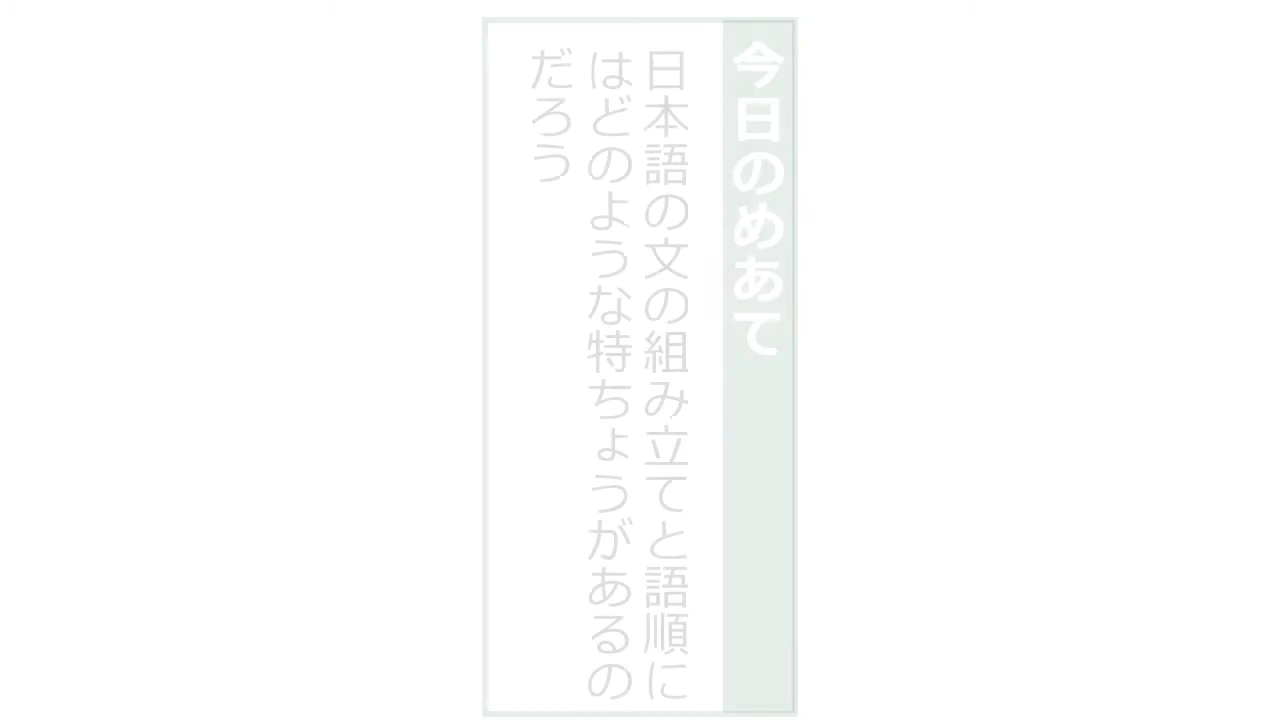 今日のめあて
日本語の文の組み立てと語順に
はどのような特ちょうがあるの
だろう